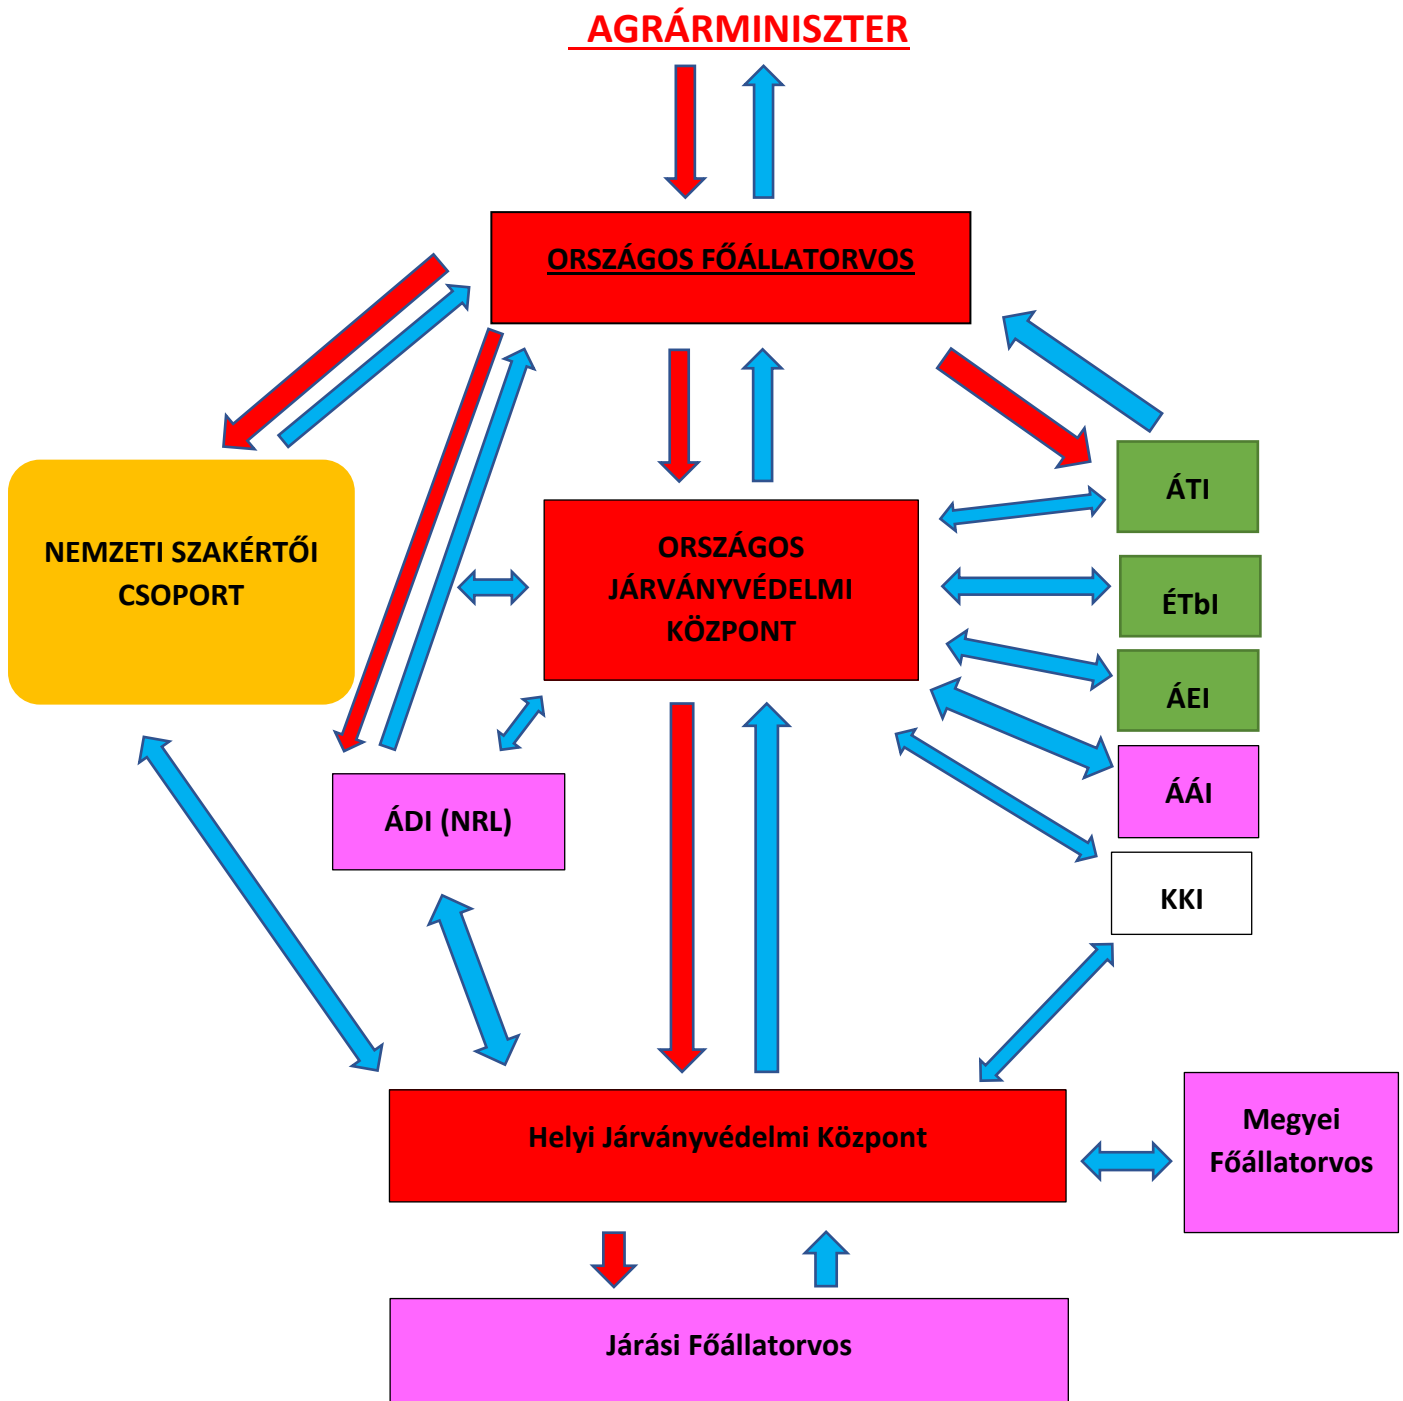 AGRÁRMINISZTER
ORSZÁGOS FŐÁLLATORVOS
ÁTI
NEMZETI SZAKÉRTŐI
CSOPORT
ORSZÁGOS
JÁRVÁNYVÉDELMI
KÖZPONT
ÉTbI
ÁEI
ÁÁI
ÁDI (NRL)
KKI
Helyi Járványvédelmi Központ
Megyei
Főállatorvos
Járási Főállatorvos